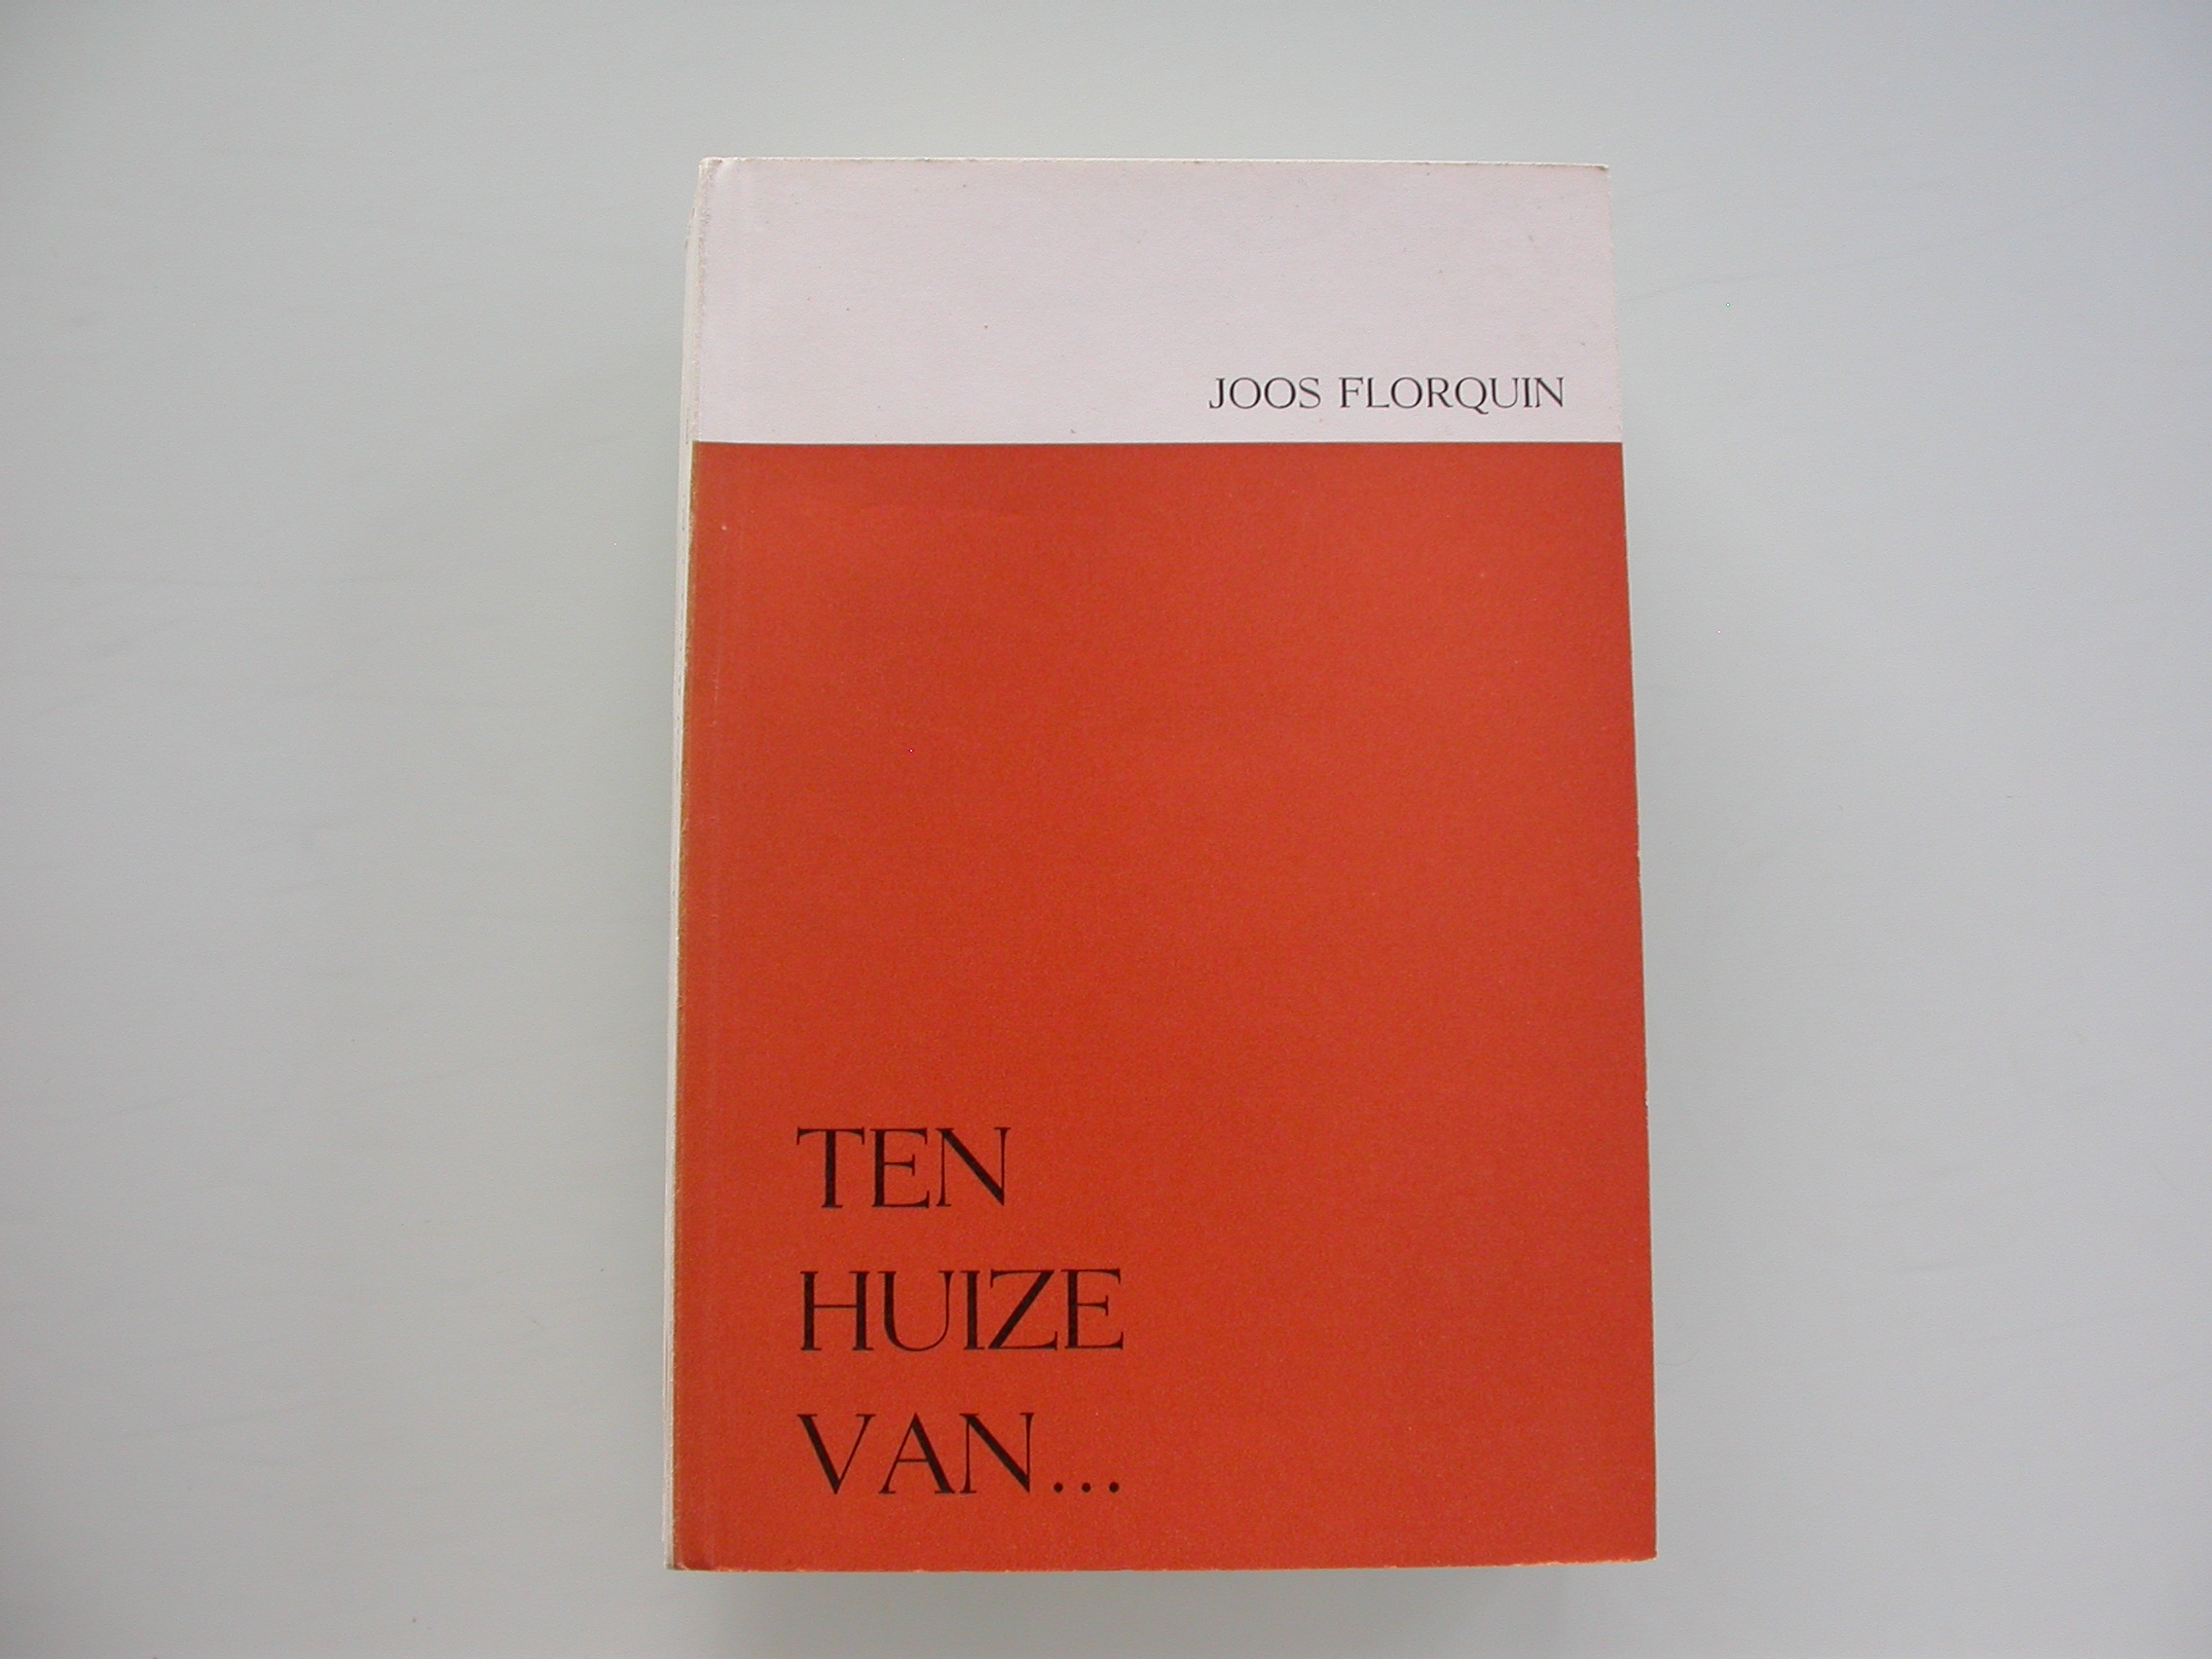 JOOS FLORQUIN
TEN
HUIZE
VAN...